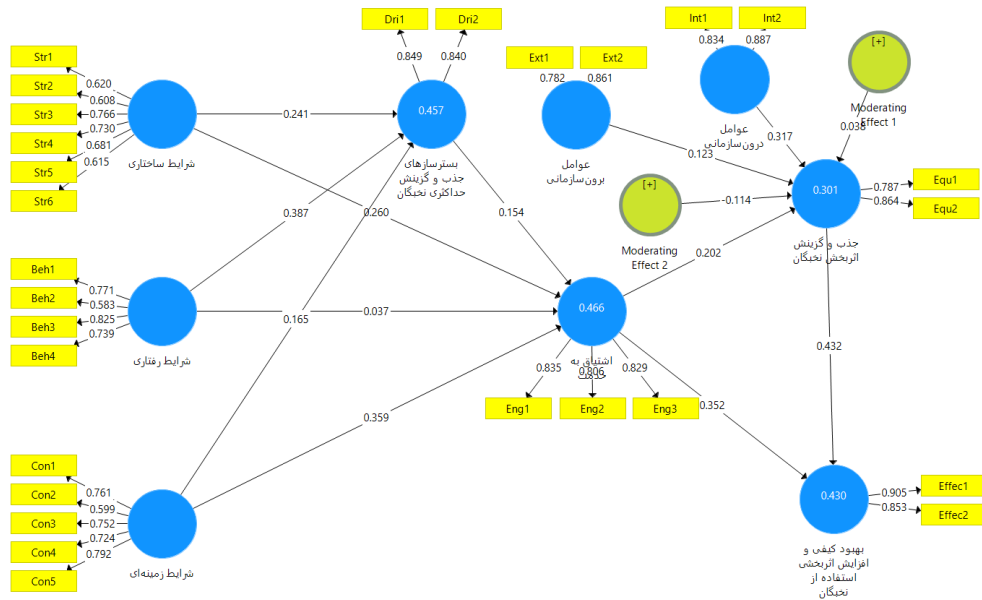 Dri1
Dri2
Int1
Int2
0.849
0.840
0.834
0.887
Ext1
Ext2
0.782
0.861
[+]
Moderating
Effect 1
0.038
Str1
Str2
Str3
Str4
Str5
Str6
0.620
0.608
0.766
0.730
0.681
0.615
شرایط ساختاری
0.241
0.457
بسترسازهای
جذب و گزینش
حداکثری نخبگان
عوامل
برون‌سازمانی
عوامل
درون‌سازمانی
0.317
0.123
[+]
Moderating
Effect 2
-0.114
0.301
0.787
0.864
Equ1
Equ2
جذب و گزینش
اثربخش نخبگان
0.387
0.260
0.154
0.202
Beh1
Beh2
Beh3
Beh4
0.771
0.583
0.825
0.739
شرایط رفتاری
0.165
0.037
0.466
اشتیاق به
خدمت
0.835
0.806
0.829
Eng1
Eng2
Eng3
0.432
0.359
0.352
Con1
Con2
Con3
Con4
Con5
0.761
0.599
0.752
0.724
0.792
شرایط زمینه‌ای
0.430
0.905
0.853
Effec1
Effec2
بهبود کیفی و
افزایش اثربخشی
استفاده از
نخبگان